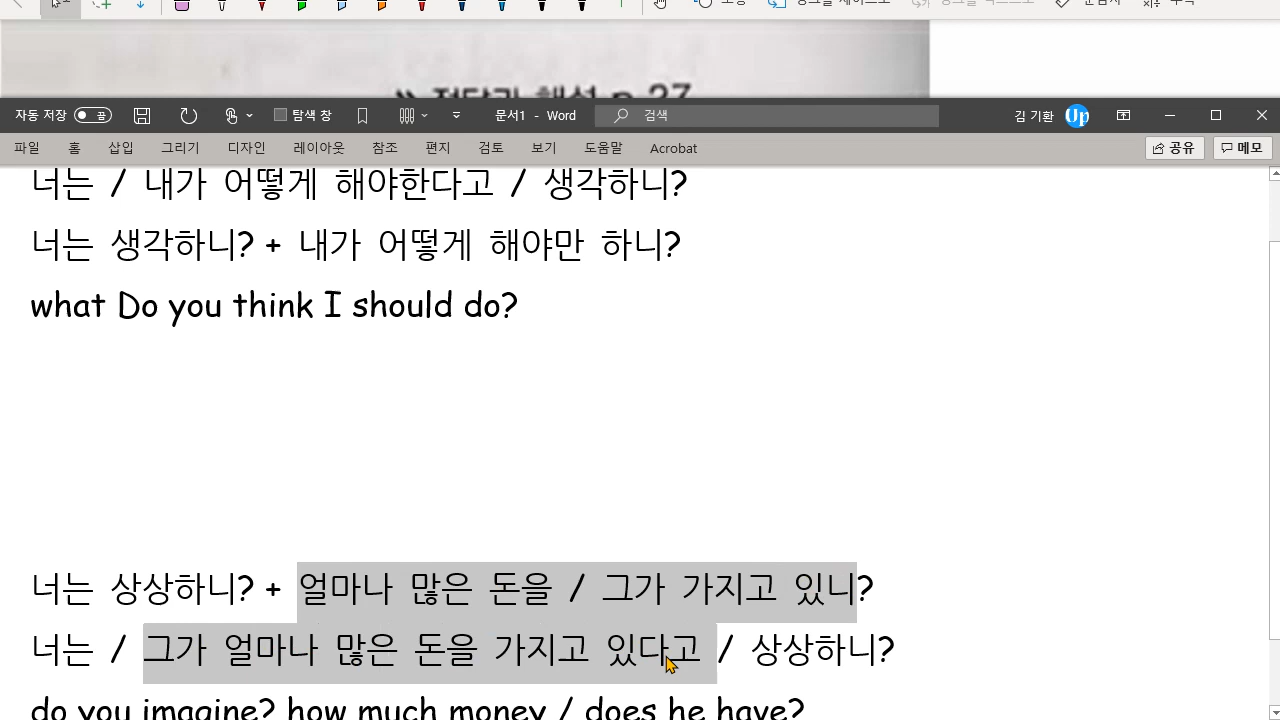 자동 저장 끔 탐색 창 문서1 - Word 검색 김 기환 Up
파일 홈 삽입 그리기 디자인 레이아웃 참조 편지 검토 보기 도움말 Acrobat 공유 메모
너는 / 내가 어떻게 해야한다고 / 생각하니?
너는 생각하니? + 내가 어떻게 해야만 하니?
what Do you think I should do?
너는 상상하니? + 얼마나 많은 돈을 / 그가 가지고 있니?
너는 / 그가 얼마나 많은 돈을 가지고 있다고 / 상상하니?
do you imagine? how much money / does he have?